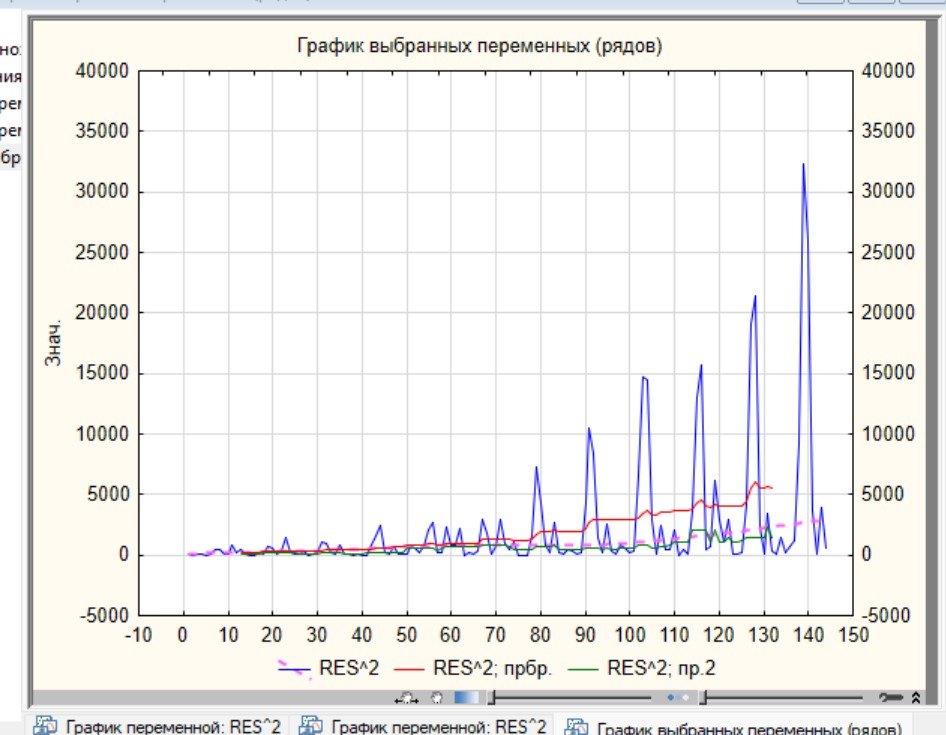 График выбранных переменных (рядов)
40000 40000
35000 35000
30000 30000
25000 25000
20000 20000
15000 15000
10000 10000
5000 5000
0 0
-5000 -5000
Знач.
-10 0 10 20 30 40 50 60 70 80 90 100 110 120 130 140 150
RES^2 RES^2; прбр. RES^2; пр.2
График переменной: RES^2 График переменной: RES^2 График выбранных переменных (рядов)